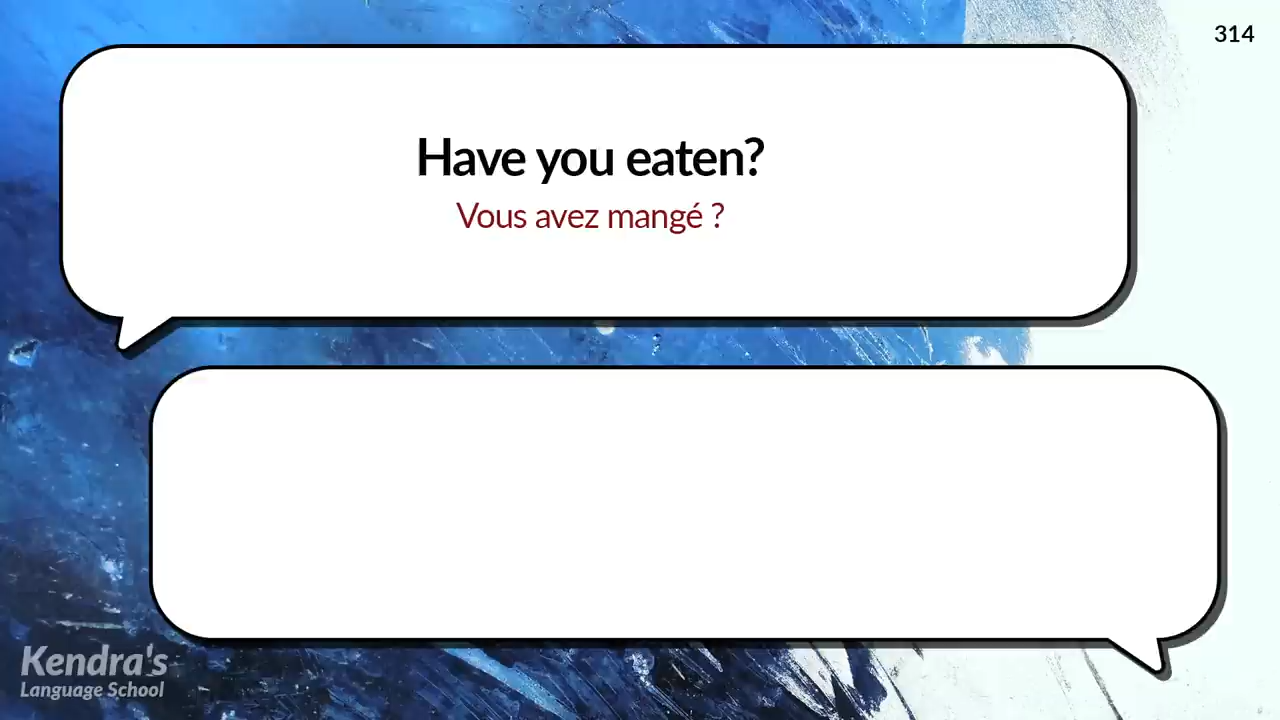 314
Have you eaten?
Vous avez mangé ?
Kendra's
Language School